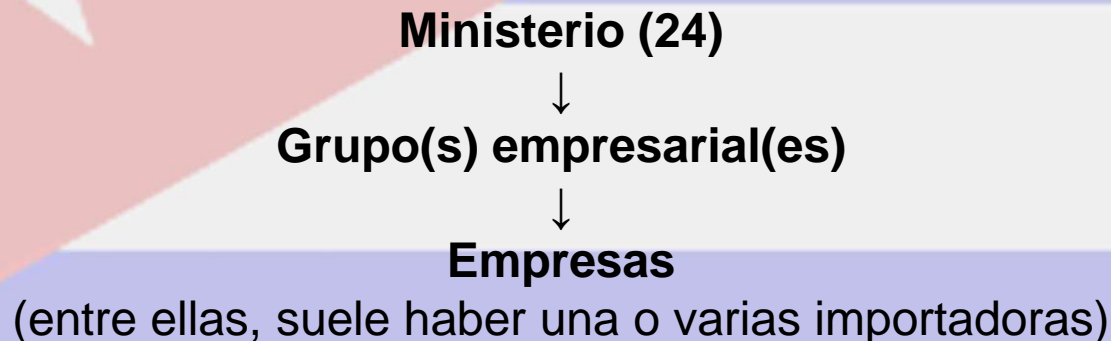 Ministerio (24)
↓
Grupo(s) empresarial(es)
↓
Empresas
(entre ellas, suele haber una o varias importadoras)